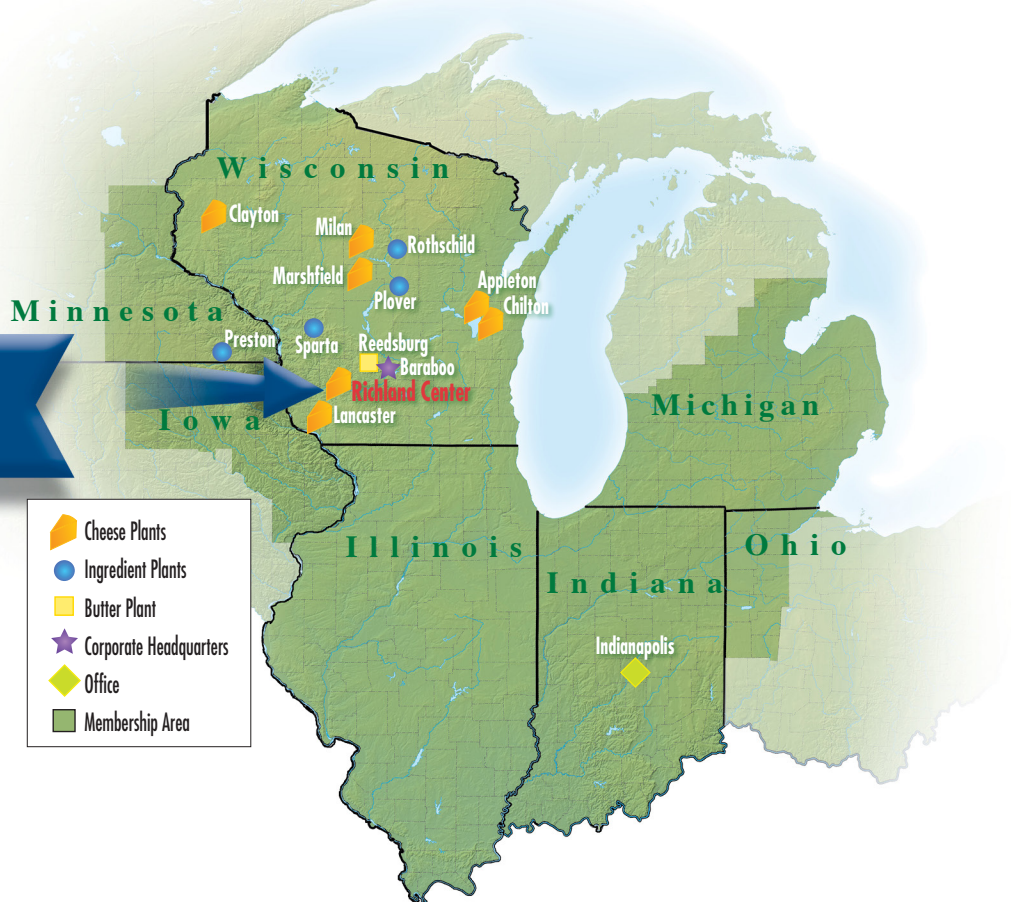 Wisconsin
Clayton
Milan
Rothschild
Marshfield
Plover
Appleton
Chilton
Minnesota
Preston
Sparta
Reedsburg
Baraboo
Richland Center
Lancaster
Iowa
Michigan
Illinois
Indiana
Ohio
Indianapolis
Cheese Plants
Ingredient Plants
Butter Plant
Corporate Headquarters
Office
Membership Area